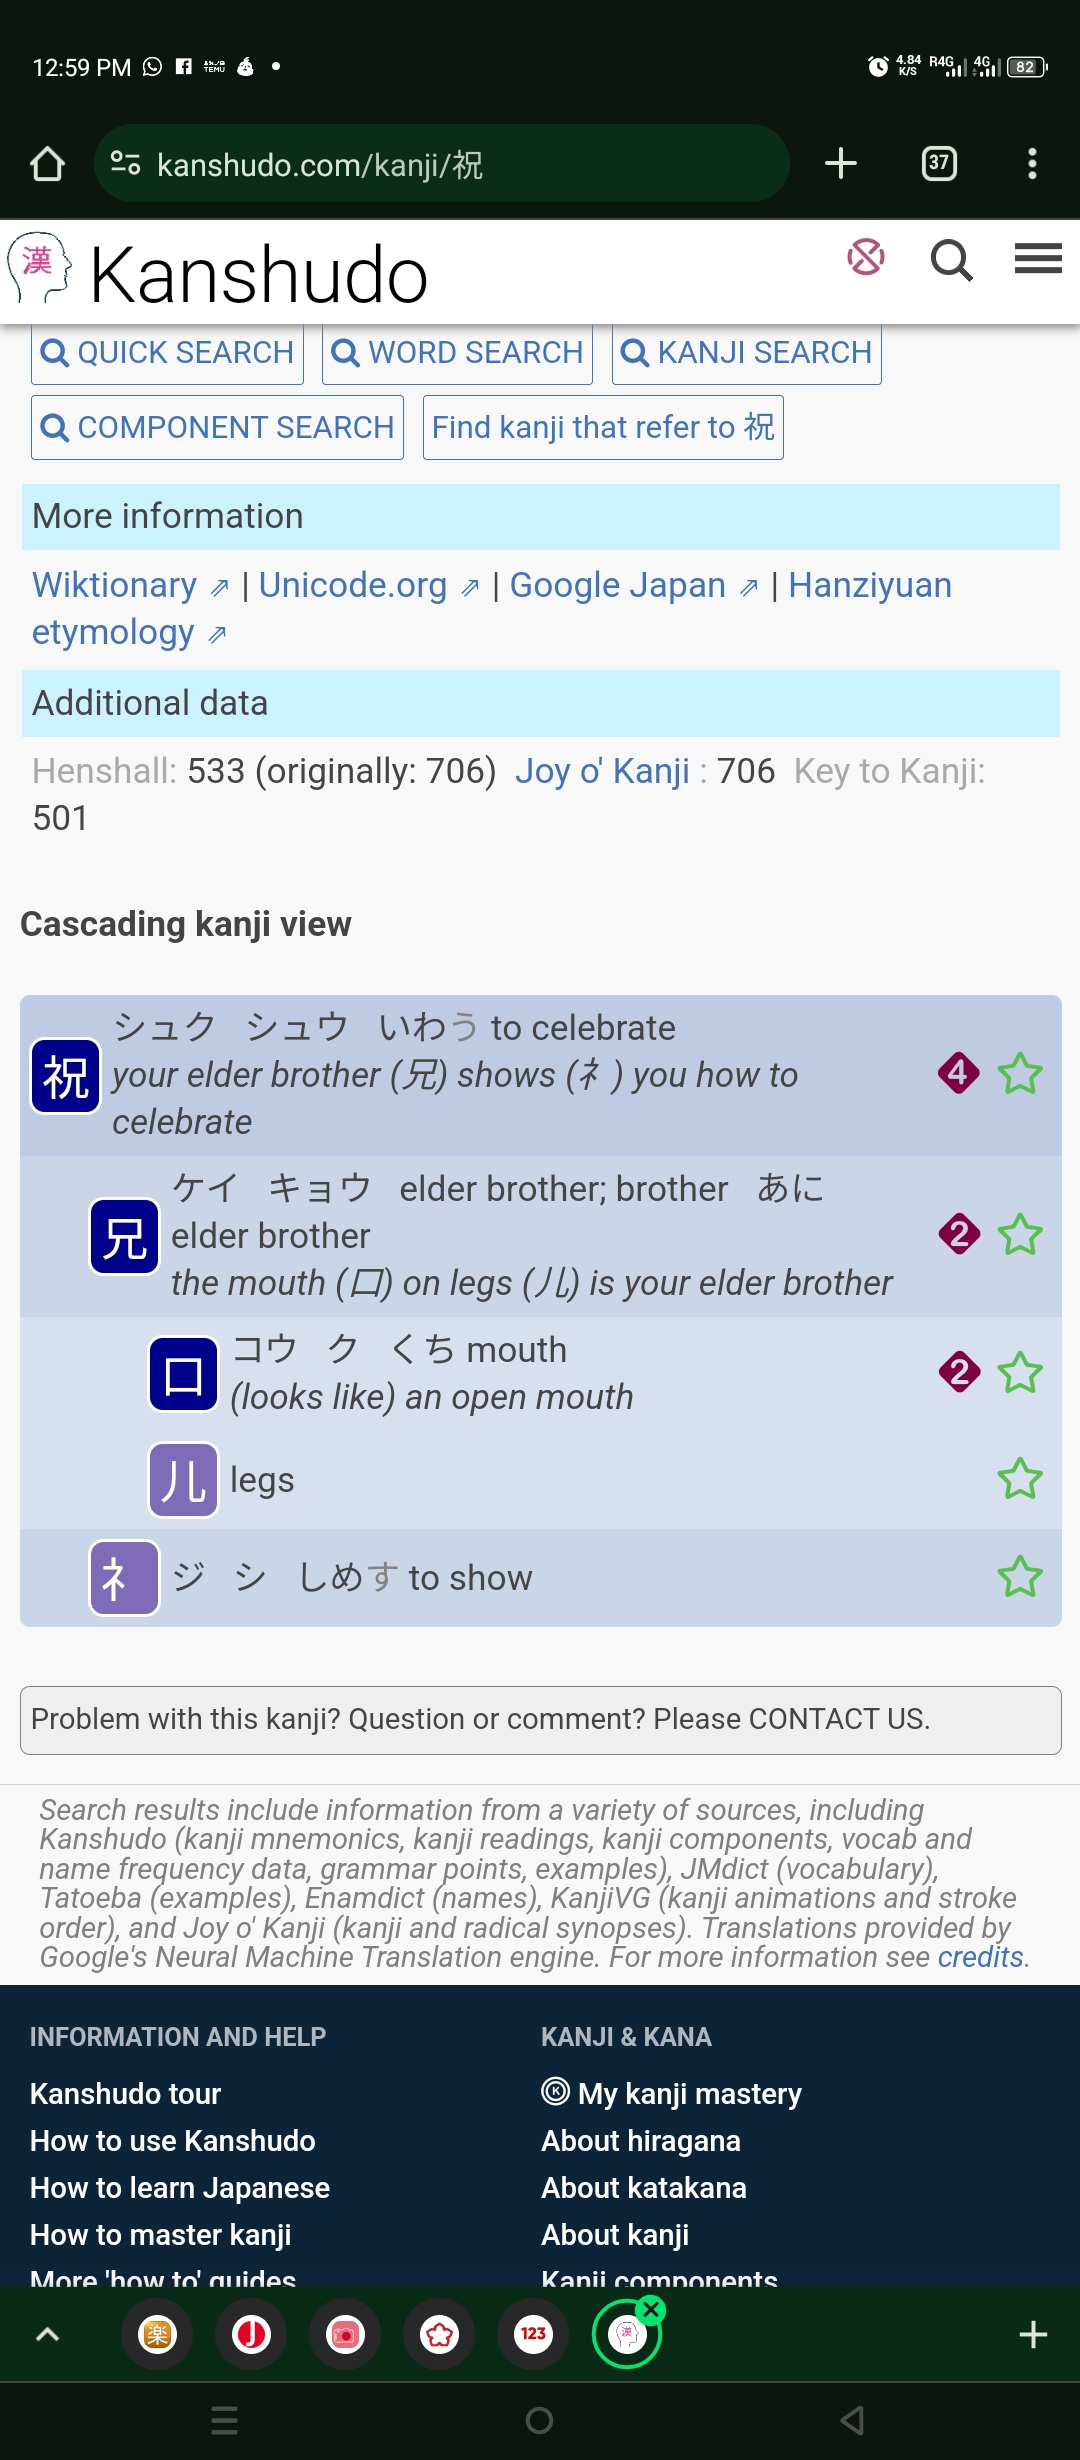 12:59 PM
4.84 K/S R4G 4G 82
kanshudo.com/kanji/祝
37
漢 Kanshudo
QUICK SEARCH WORD SEARCH KANJI SEARCH
COMPONENT SEARCH Find kanji that refer to 祝
More information
Wiktionary ⇗ | Unicode.org ⇗ | Google Japan ⇗ | Hanziyuan
etymology ⇗
Additional data
Henshall: 533 (originally: 706) Joy o' Kanji : 706 Key to Kanji:
501
Cascading kanji view
祝 シュク シュウ いわう to celebrate
your elder brother (兄) shows (礻) you how to
celebrate
4
兄 ケイ キョウ elder brother; brother あに
elder brother
the mouth (口) on legs (儿) is your elder brother
2
口 コウ ク くち mouth
(looks like) an open mouth
2
儿 legs
礻 ジ シ しめす to show
Problem with this kanji? Question or comment? Please CONTACT US.
Search results include information from a variety of sources, including
Kanshudo (kanji mnemonics, kanji readings, kanji components, vocab and
name frequency data, grammar points, examples), JMdict (vocabulary),
Tatoeba (examples), Enamdict (names), KanjiVG (kanji animations and stroke
order), and Joy o' Kanji (kanji and radical synopses). Translations provided by
Google's Neural Machine Translation engine. For more information see credits.
INFORMATION AND HELP
Kanshudo tour
How to use Kanshudo
How to learn Japanese
How to master kanji
More 'how to' guides
KANJI & KANA
My kanji mastery
About hiragana
About katakana
About kanji
Kanji components
楽 J 123 漢